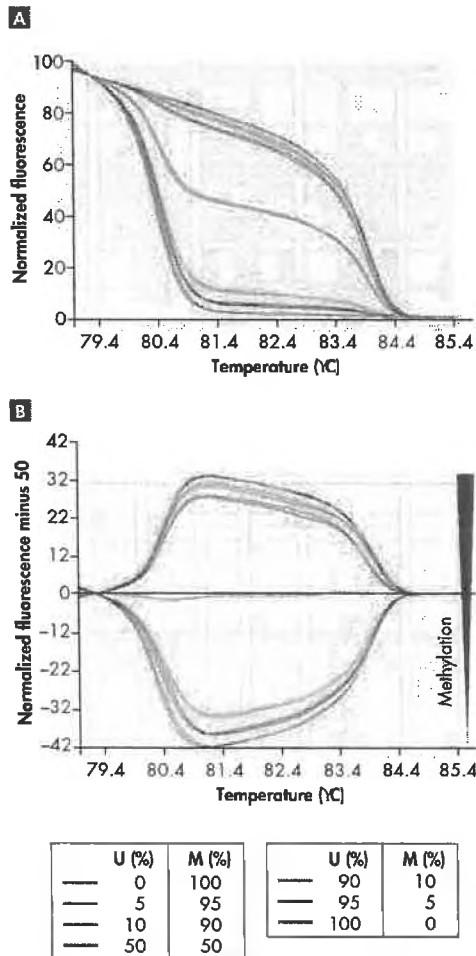 A
Normalized fluorescence
100
80
60
40
20
0
79.4 80.4 81.4 82.4 83.4 84.4 85.4
Temperature (ϒC)
B
Normalized fluorescence minus 50
42
32
22
12
0
−12
−22
−32
−42
Methylation
79.4 80.4 81.4 82.4 83.4 84.4 85.4
Temperature (ϒC)
U (%) M (%)
0 100
5 95
10 90
50 50
U (%) M (%)
90 10
95 5
100 0